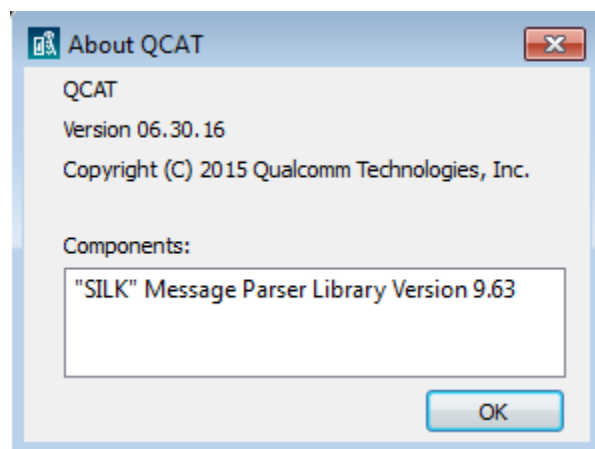 About QCAT
QCAT
Version 06.30.16
Copyright (C) 2015 Qualcomm Technologies, Inc.
Components:
"SILK" Message Parser Library Version 9.63
OK